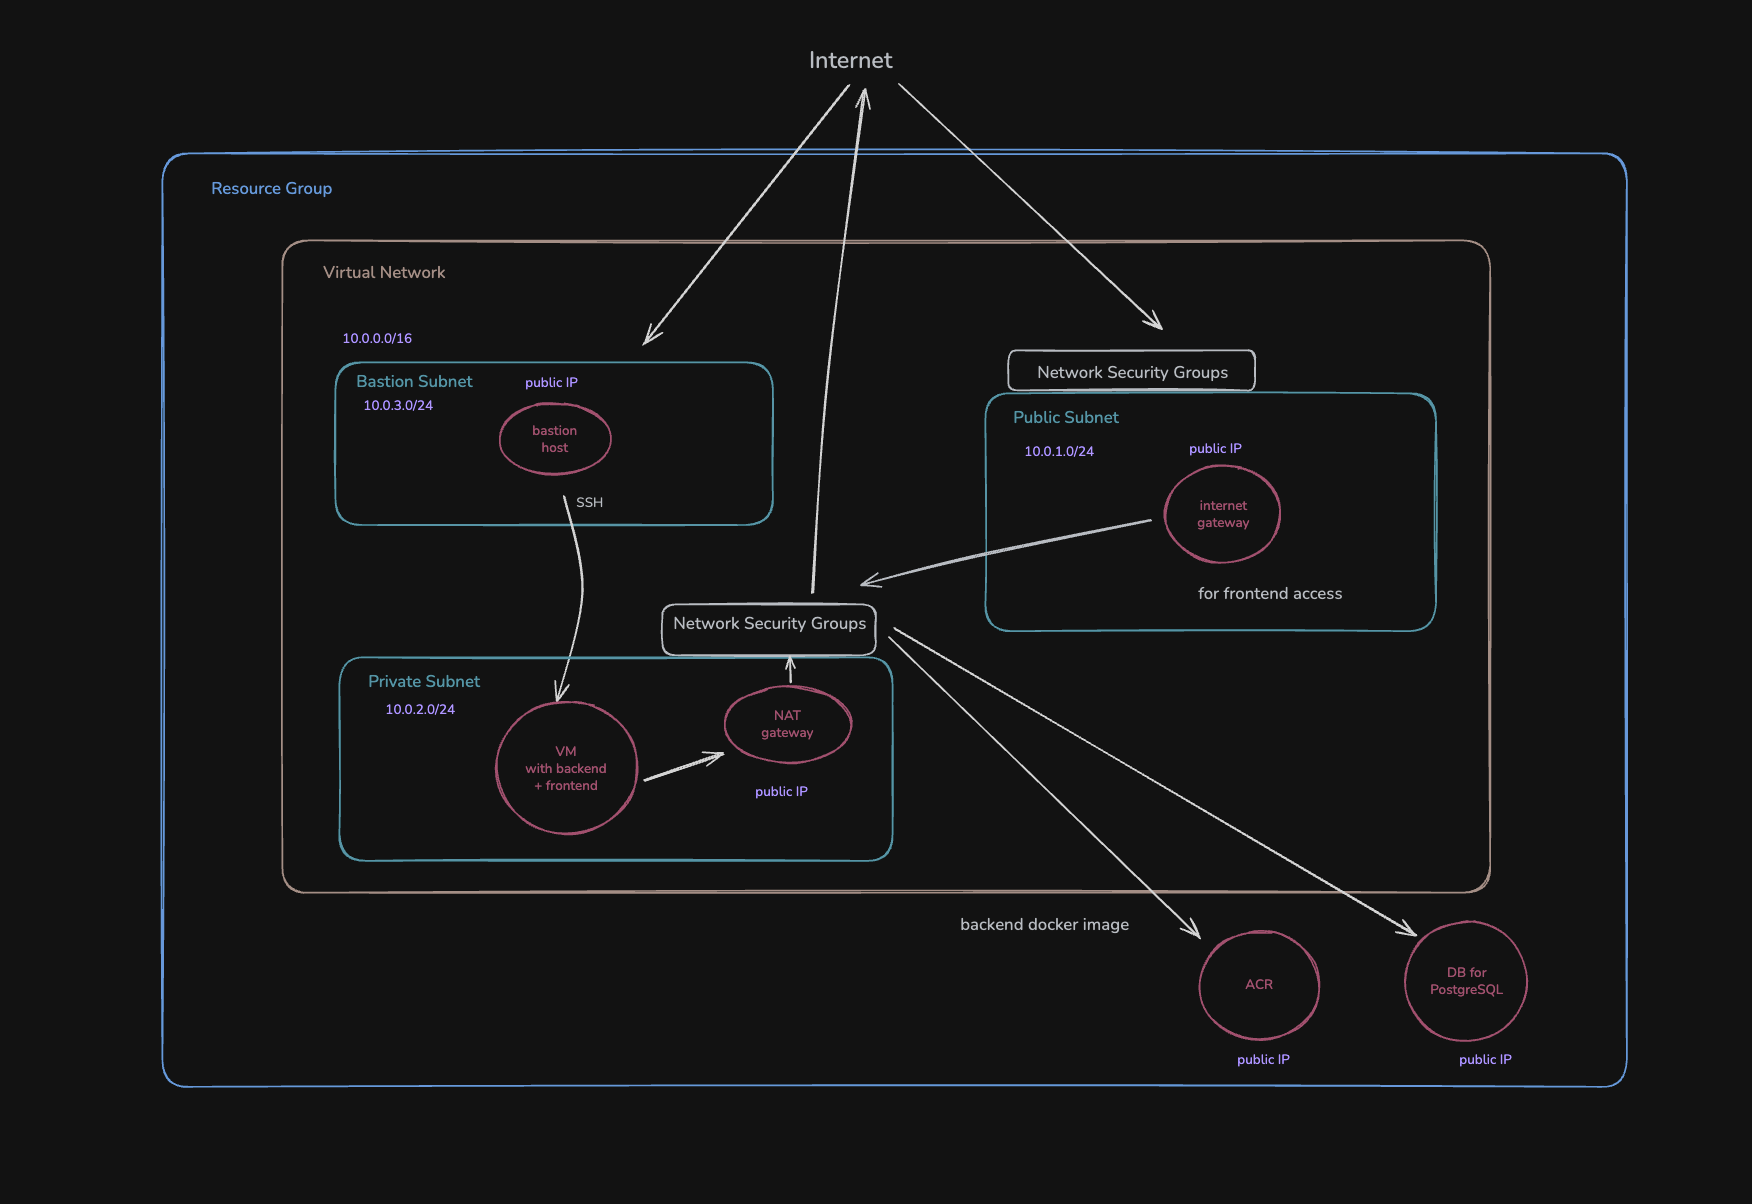 Internet
Resource Group
Virtual Network
10.0.0.0/16
Bastion Subnet
10.0.3.0/24
public IP
bastion
host
SSH
Network Security Groups
Public Subnet
10.0.1.0/24
public IP
internet
gateway
for frontend access
Network Security Groups
Private Subnet
10.0.2.0/24
VM
with backend
+ frontend
NAT
gateway
public IP
backend docker image
ACR
public IP
DB for
PostgreSQL
public IP